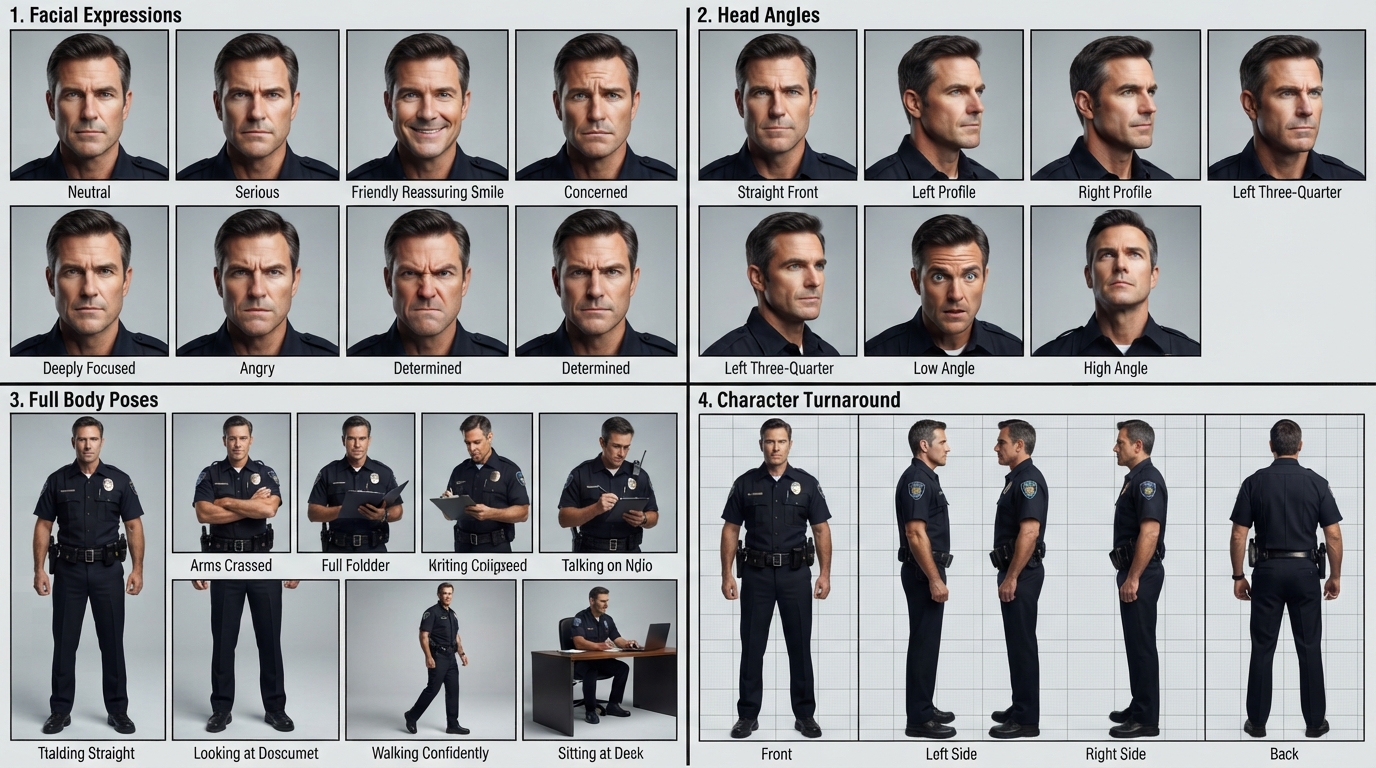 1. Facial Expressions
Neutral
Serious
Friendly Reassuring Smile
Concerned
Deeply Focused
Angry
Determined
Determined
2. Head Angles
Straight Front
Left Profile
Right Profile
Left Three-Quarter
Left Three-Quarter
Low Angle
High Angle
3. Full Body Poses
Arms Crassed
Full Foldder
Kriting Coligseed
Talking on Ndio
Ttalding Straight
Looking at Doscumet
Walking Confidently
Sitting at Deek
4. Character Turnaround
Front
Left Side
Right Side
Back